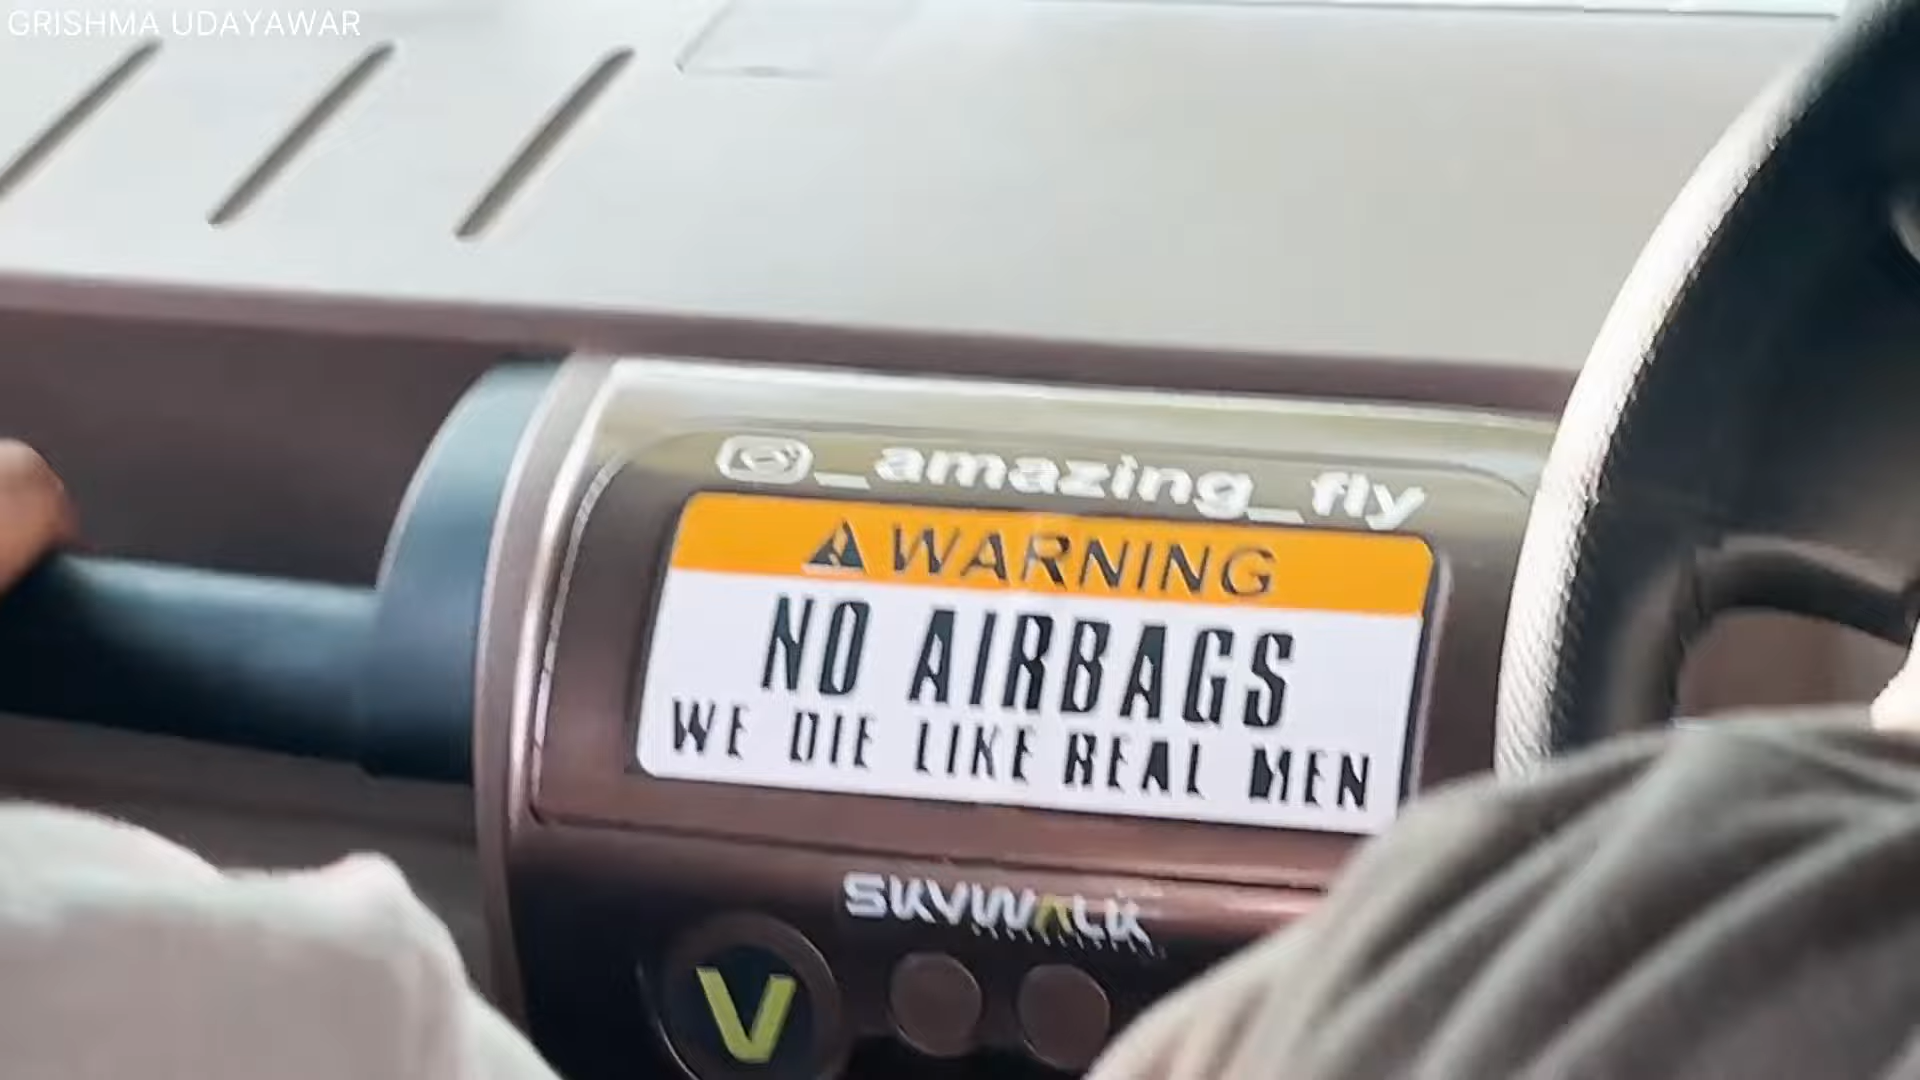 GRISHMA UDAYAWAR
_amazing_fly
WARNING
NO AIRBAGS
WE DIE LIKE REAL MEN
SKYWALK
V